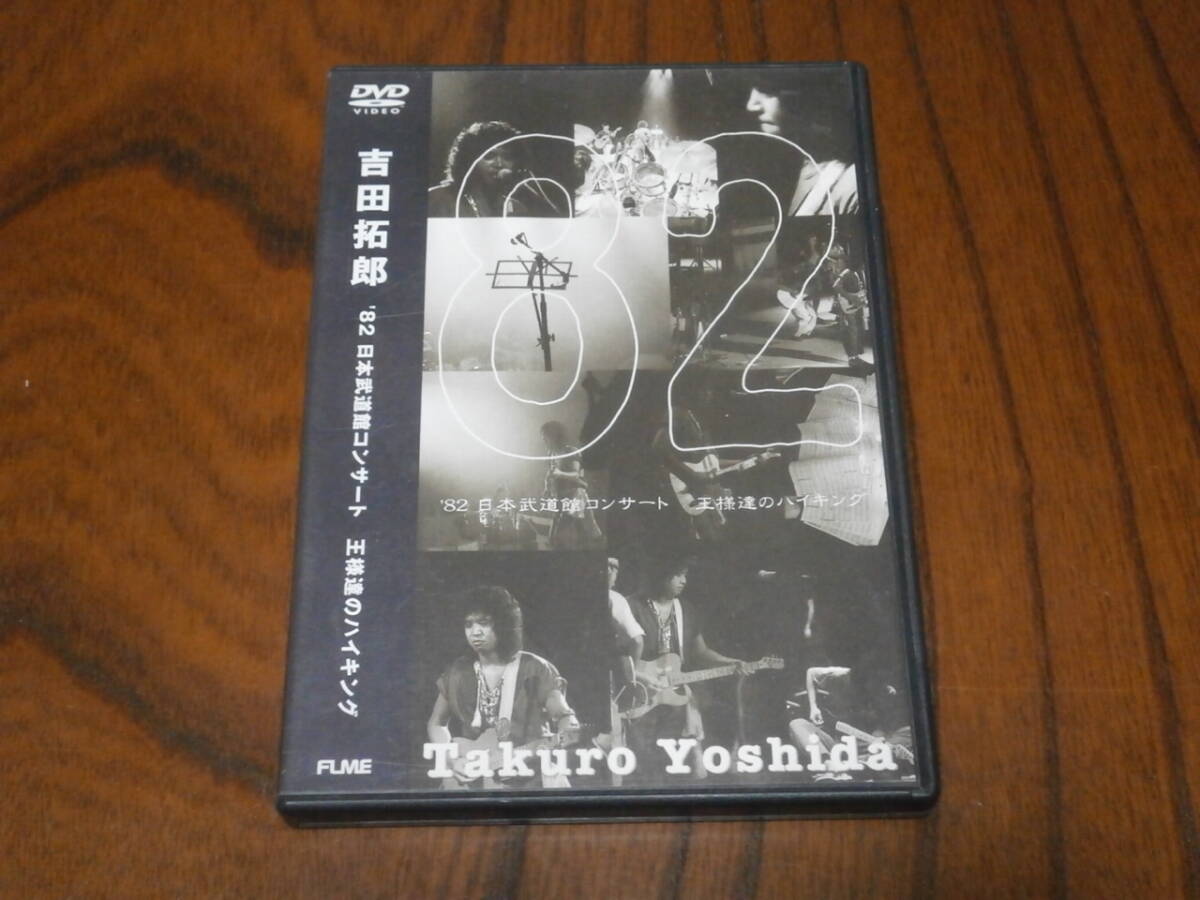 DVD
VIDEO
吉田拓郎
'82 日本武道館コンサート 王様達のハイキング
FLME
82
'82 日本武道館コンサート 王様達のハイキング
Takuro Yoshida